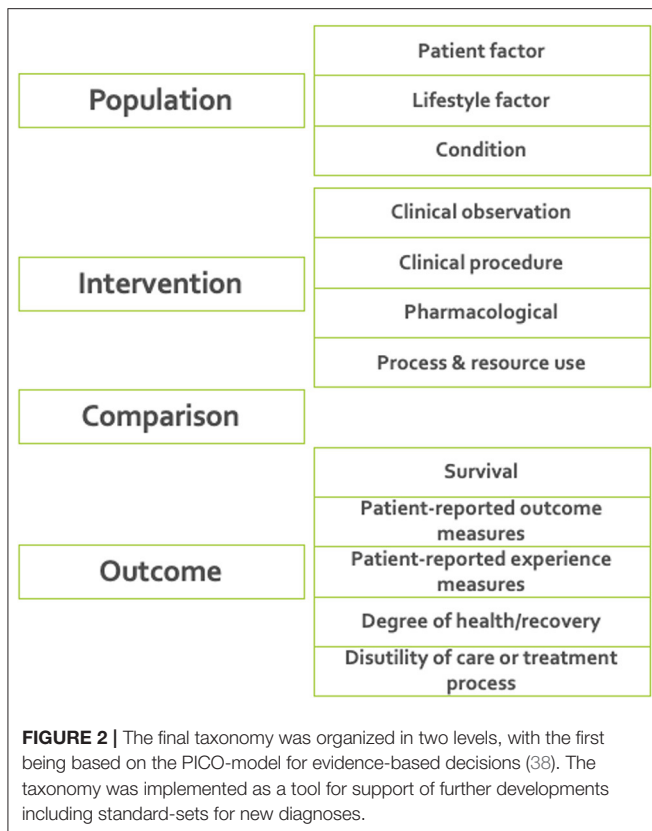 Population
Patient factor
Lifestyle factor
Condition
Intervention
Clinical observation
Clinical procedure
Pharmacological
Process & resource use
Comparison
Outcome
Survival
Patient-reported outcome
measures
Patient-reported experience
measures
Degree of health/recovery
Disutility of care or treatment
process
FIGURE 2 | The final taxonomy was organized in two levels, with the first
being based on the PICO-model for evidence-based decisions (38). The
taxonomy was implemented as a tool for support of further developments
including standard-sets for new diagnoses.